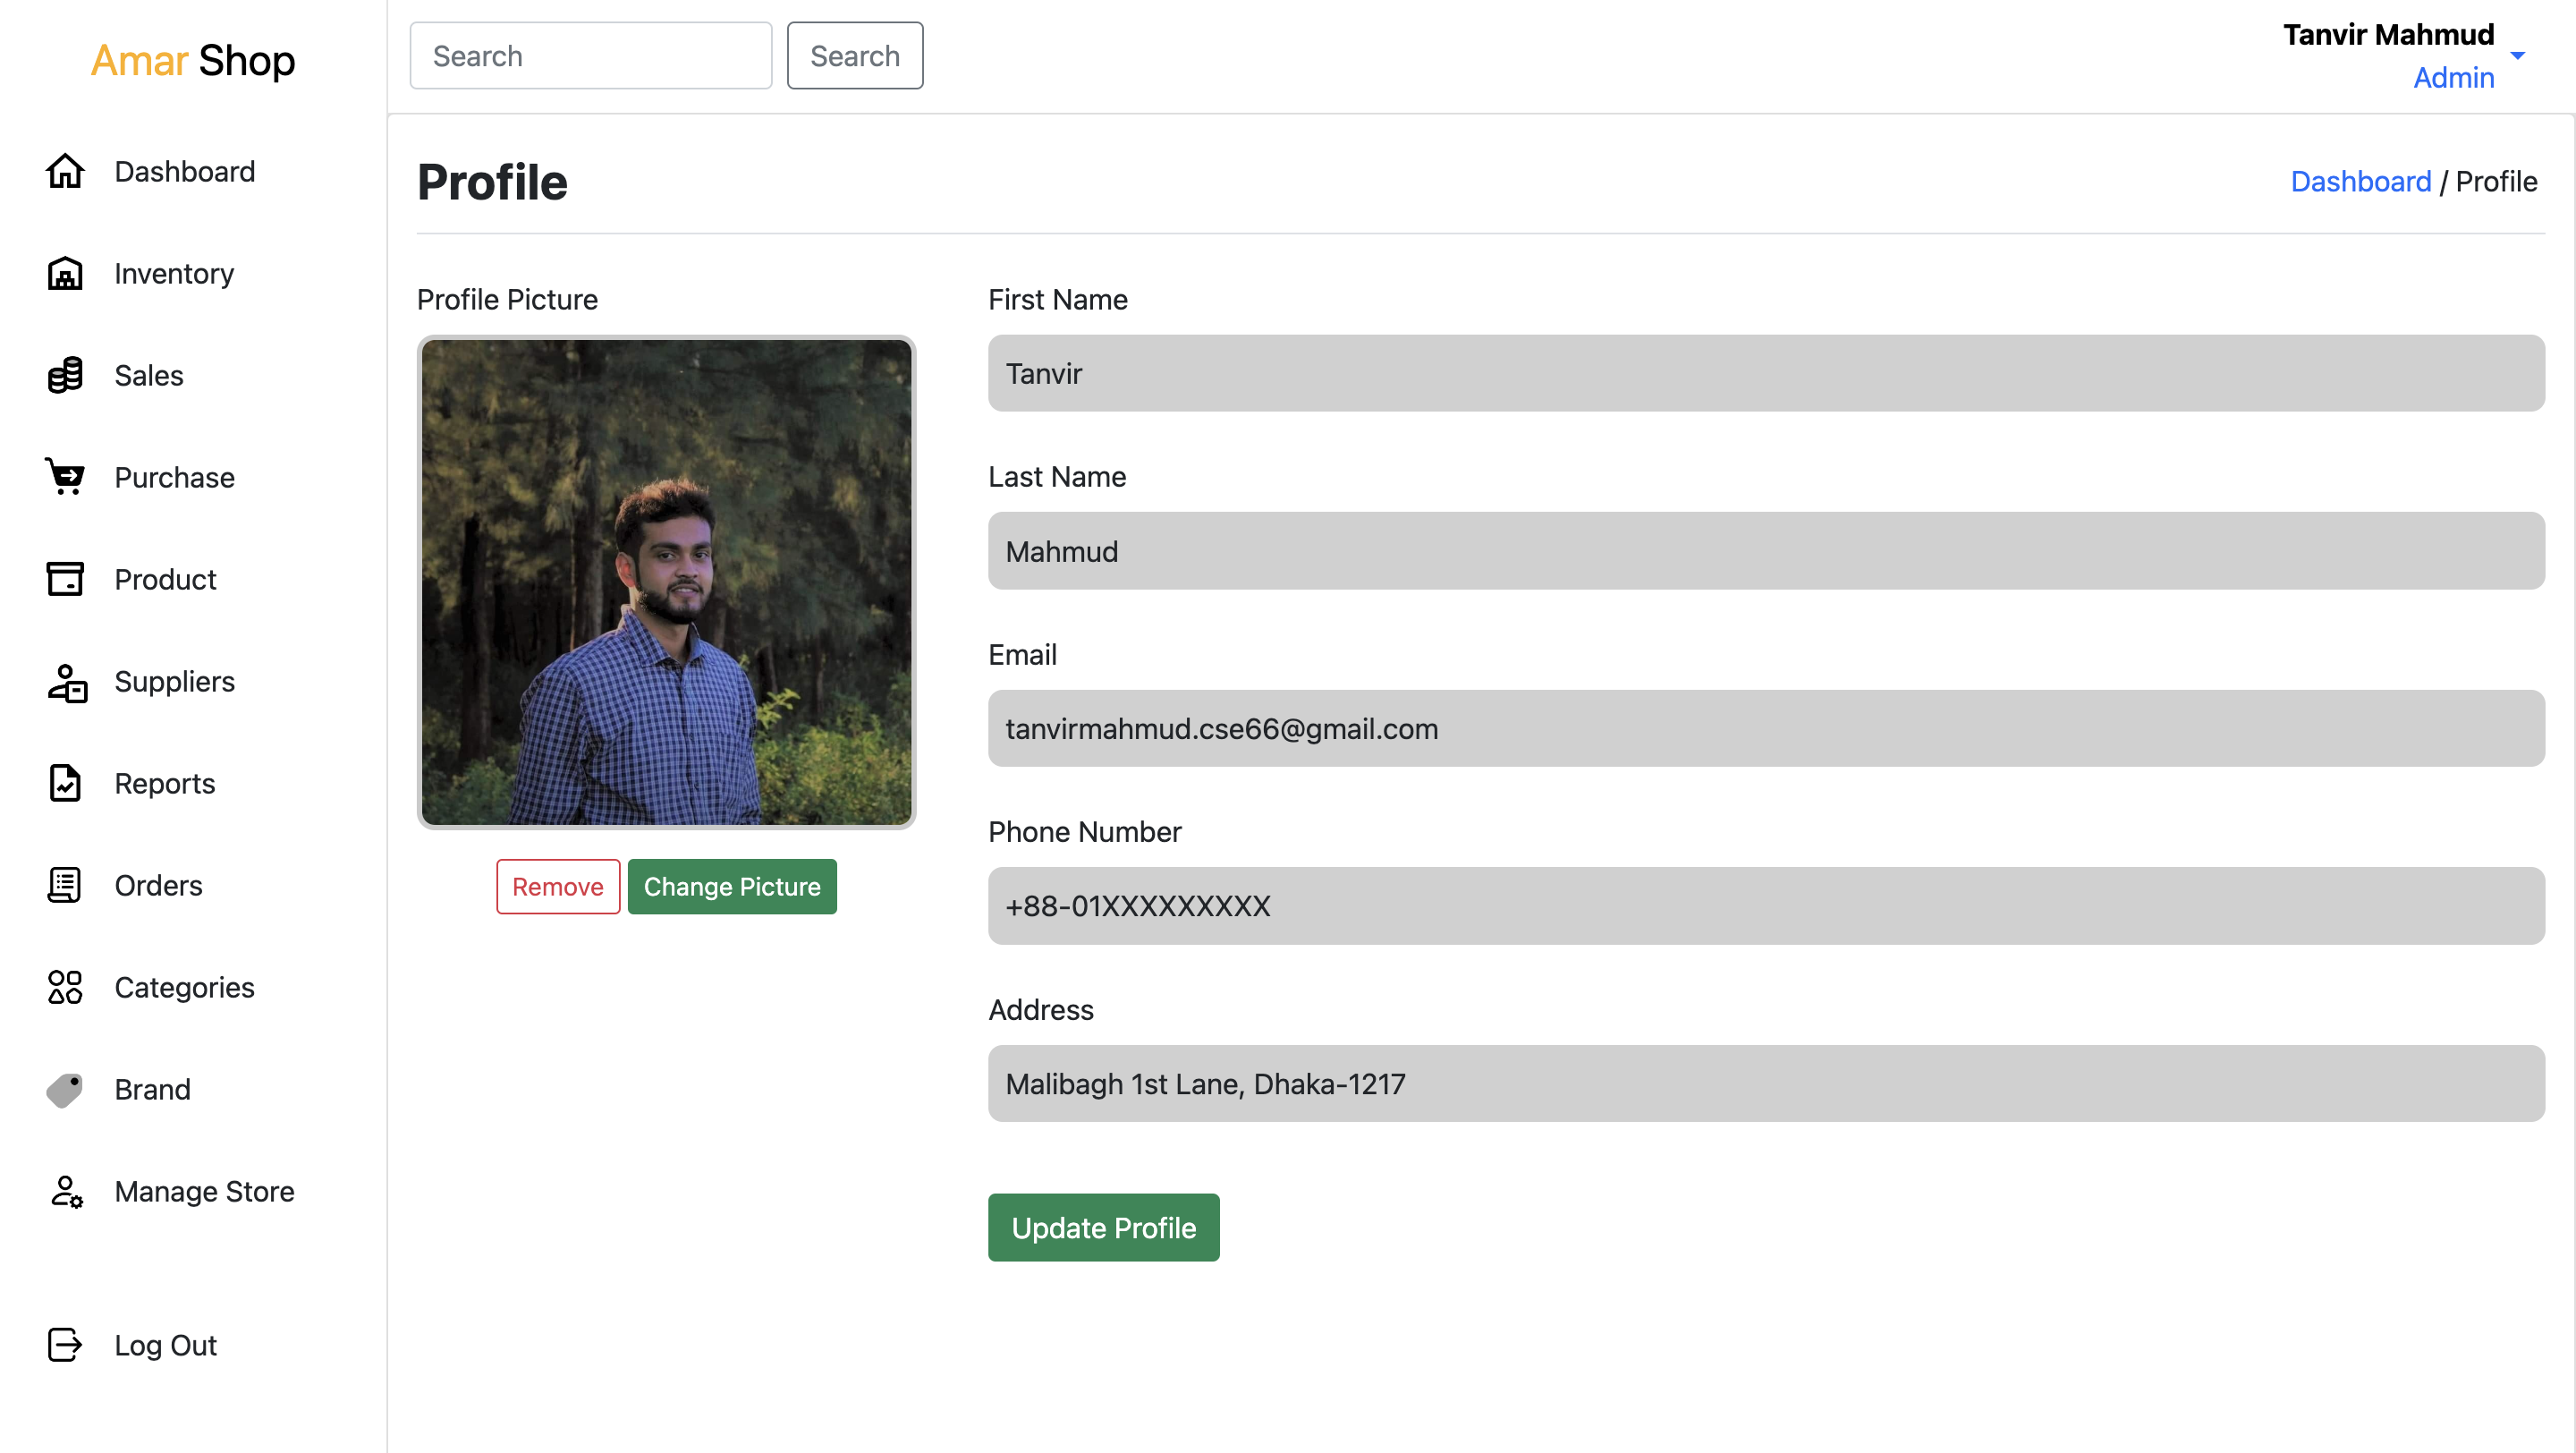 Amar Shop
Dashboard
Inventory
Sales
Purchase
Product
Suppliers
Reports
Orders
Categories
Brand
Manage Store
Log Out
Search Search
Tanvir Mahmud
Admin
Profile
Dashboard / Profile
Profile Picture
Remove Change Picture
First Name
Tanvir
Last Name
Mahmud
Email
tanvirmahmud.cse66@gmail.com
Phone Number
+88-01XXXXXXXXX
Address
Malibagh 1st Lane, Dhaka-1217
Update Profile